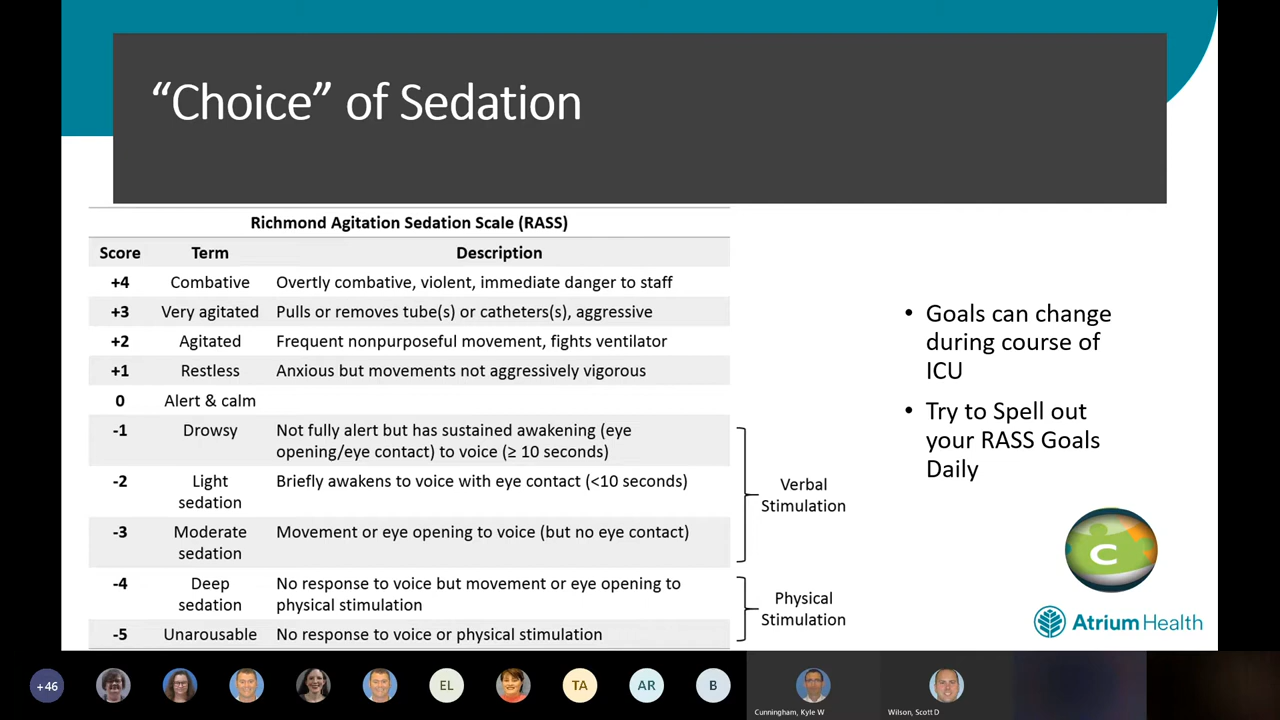 “Choice” of Sedation
Richmond Agitation Sedation Scale (RASS)
Score Term Description
+4 Combative Overtly combative, violent, immediate danger to staff
+3 Very agitated Pulls or removes tube(s) or catheters(s), aggressive
+2 Agitated Frequent nonpurposeful movement, fights ventilator
+1 Restless Anxious but movements not aggressively vigorous
0 Alert & calm
-1 Drowsy Not fully alert but has sustained awakening (eye
opening/eye contact) to voice (≥ 10 seconds)
-2 Light Briefly awakens to voice with eye contact (<10 seconds)
sedation
-3 Moderate Movement or eye opening to voice (but no eye contact)
sedation
-4 Deep No response to voice but movement or eye opening to
sedation physical stimulation
-5 Unarousable No response to voice or physical stimulation
Verbal
Stimulation
Physical
Stimulation
• Goals can change
during course of
ICU
• Try to Spell out
your RASS Goals
Daily
C
Atrium Health
+46 EL TA AR B
Cunningham, Kyle W
Wilson, Scott D